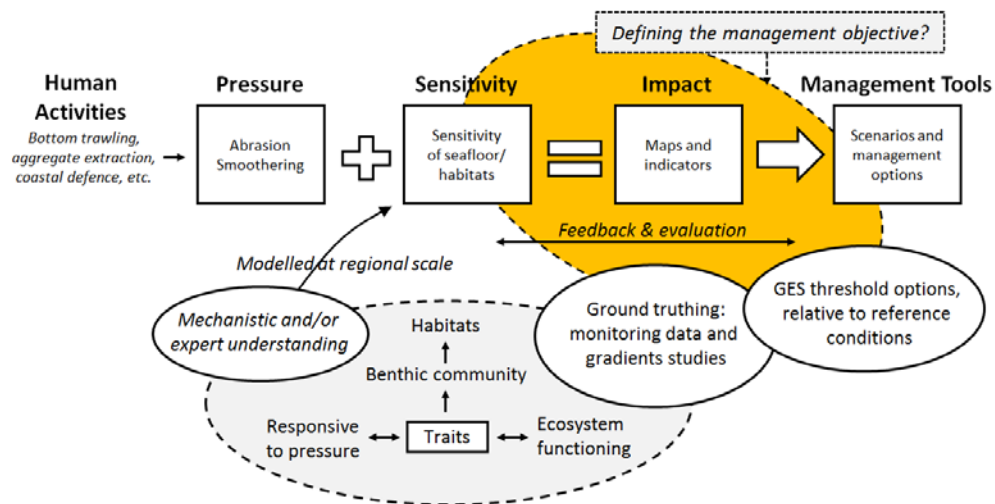 Defining the management objective?
Human
Activities
Bottom trawling,
aggregate extraction,
coastal defence, etc.
Pressure
Abrasion
Smoothering
Sensitivity
Sensitivity
of seafloor/
habitats
Impact
Maps and
indicators
Management Tools
Scenarios and
management
options
Feedback & evaluation
Modelled at regional scale
Mechanistic and/or
expert understanding
Habitats
Benthic community
Responsive
to pressure
Traits
Ecosystem
functioning
Ground truthing:
monitoring data and
gradients studies
GES threshold options,
relative to reference
conditions